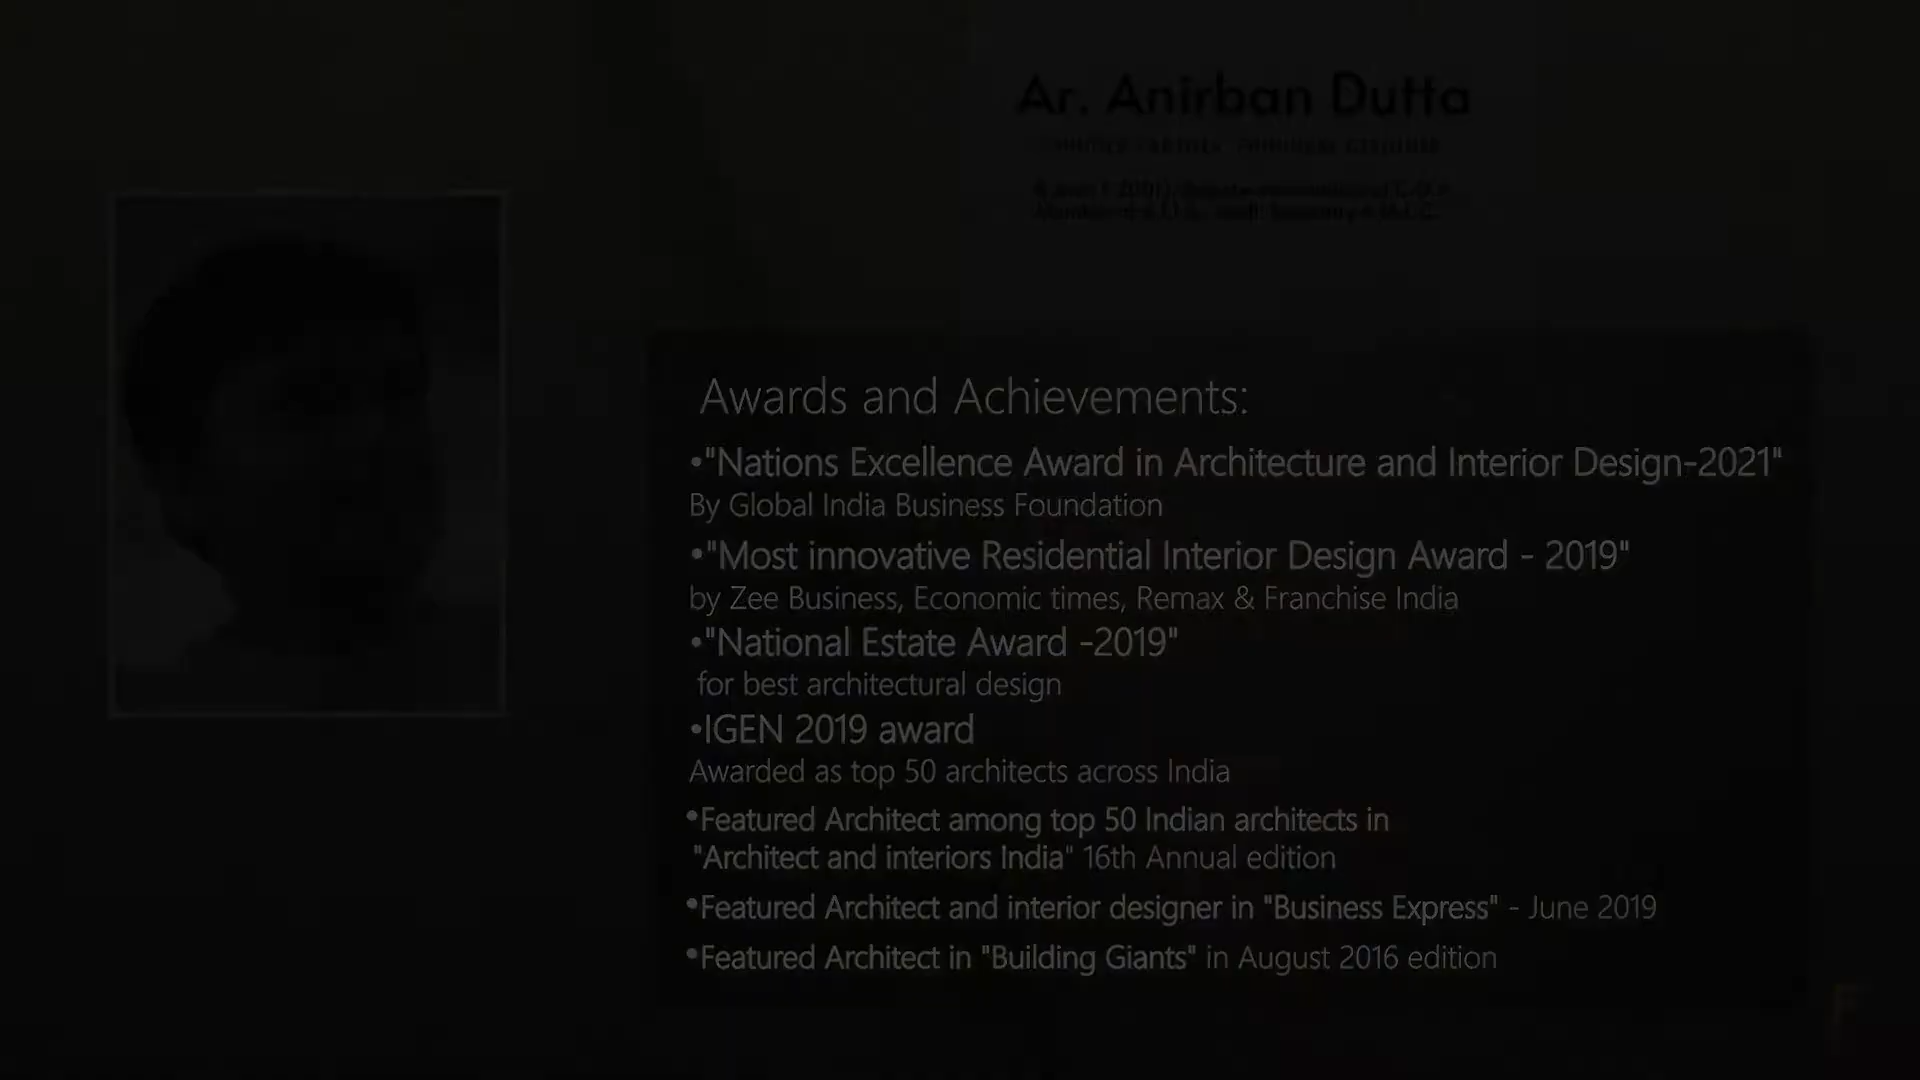 Ar. Anirban Dutta
Awards and Achievements:
•"Nations Excellence Award in Architecture and Interior Design-2021"
By Global India Business Foundation
•"Most innovative Residential Interior Design Award - 2019"
by Zee Business, Economic times, Remax & Franchise India
•"National Estate Award -2019"
for best architectural design
•IGEN 2019 award
Awarded as top 50 architects across India
•Featured Architect among top 50 Indian architects in
"Architect and interiors India" 16th Annual edition
•Featured Architect and interior designer in "Business Express" - June 2019
•Featured Architect in "Building Giants" in August 2016 edition